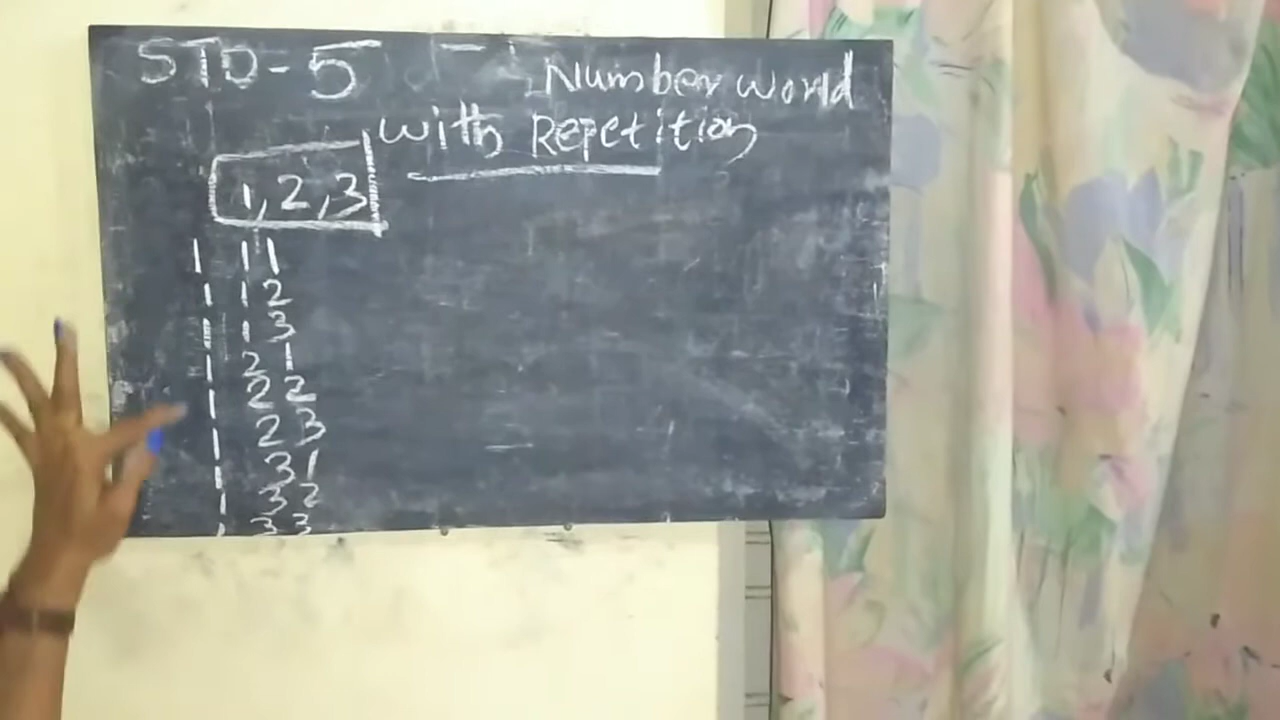 STD-5 Number world
with Repetition
1,2,3
1 1 1
1 1 2
1 1 3
1 2 1
1 2 2
1 2 3
1 3 1
1 3 2
1 3 3